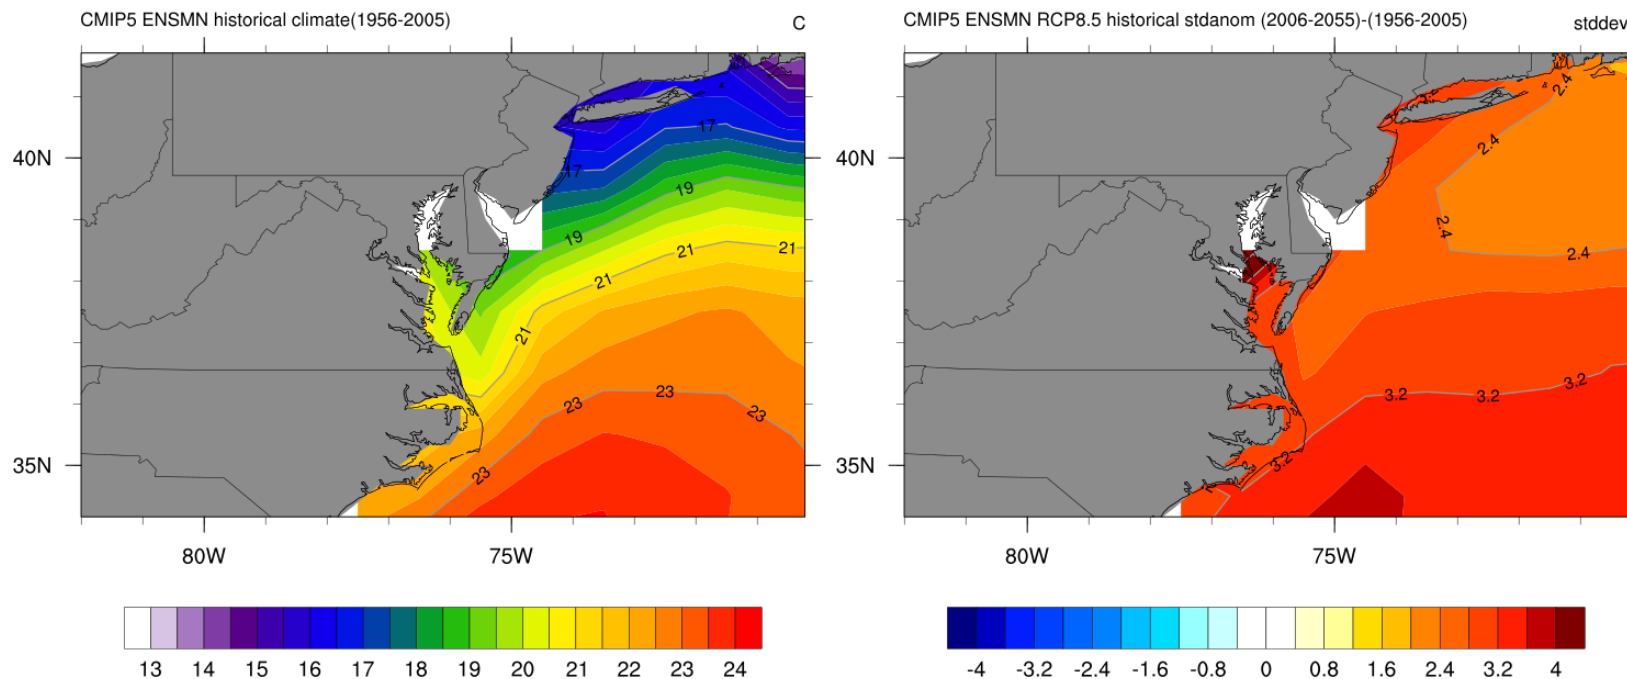 CMIP5 ENSMN historical climate(1956-2005) C
CMIP5 ENSMN RCP8.5 historical stdanom (2006-2055)-(1956-2005) stddev
40N
35N
80W 75W
17
17
19
19
21
21
21
21
23
23
23
23
13 14 15 16 17 18 19 20 21 22 23 24
40N
35N
80W 75W
2.4
2.4
2.4
2.4
3.2
3.2
3.2
3.2
-4 -3.2 -2.4 -1.6 -0.8 0 0.8 1.6 2.4 3.2 4